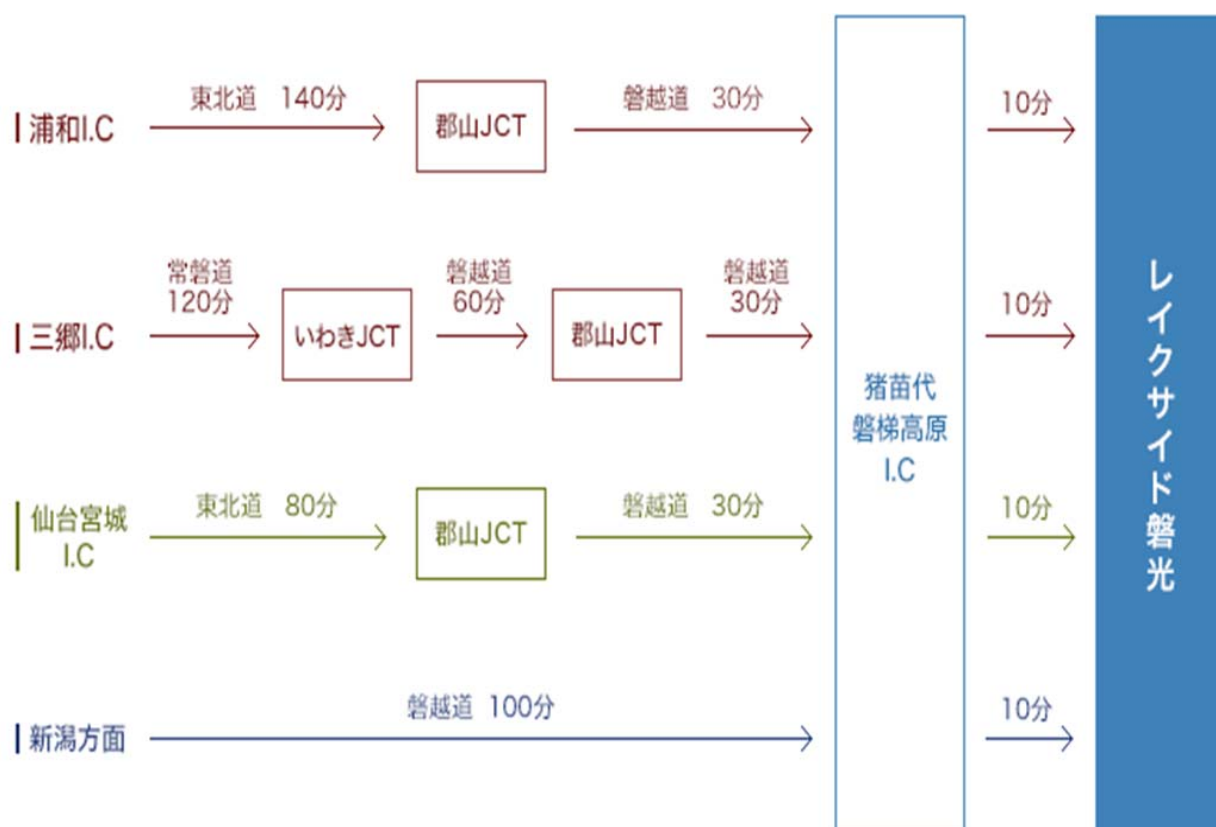 東北道 140分
磐越道 30分
10分
浦和I.C
郡山JCT
常磐道
120分
磐越道
60分
磐越道
30分
10分
三郷I.C
いわきJCT
郡山JCT
猪苗代
磐梯高原
I.C
レイクサイド磐光
東北道 80分
磐越道 30分
10分
仙台宮城
I.C
郡山JCT
磐越道 100分
10分
新潟方面